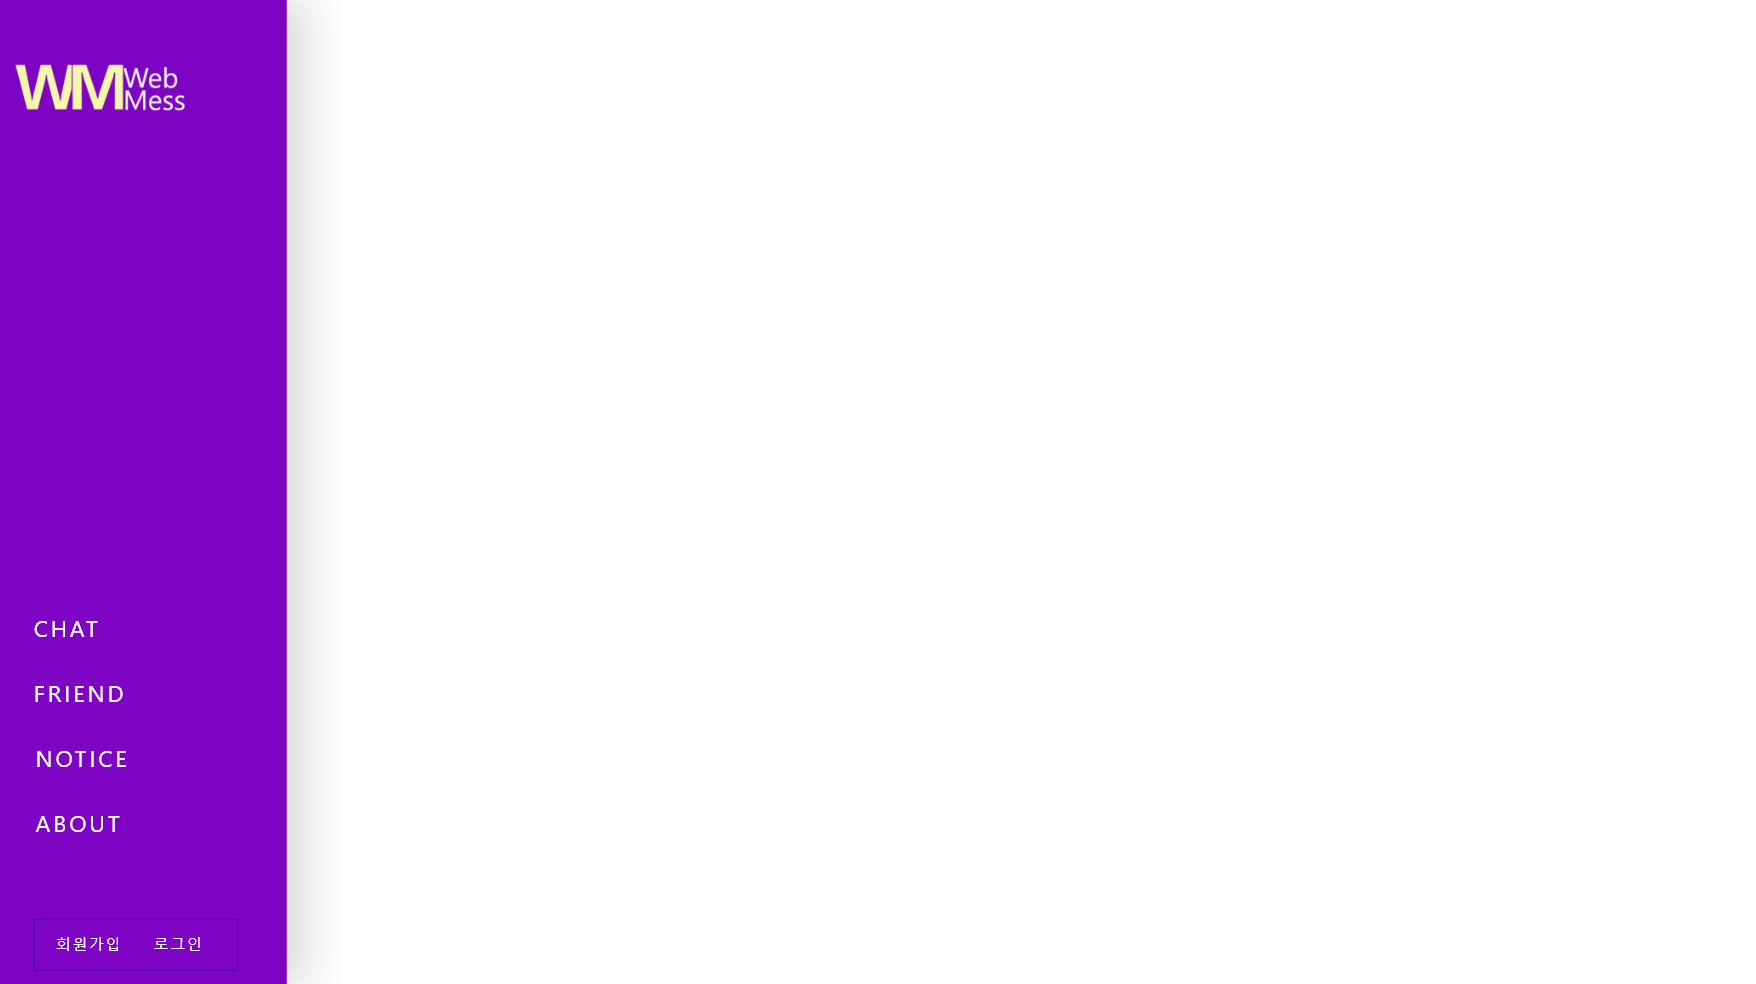 WM Web
Mess
CHAT
FRIEND
NOTICE
ABOUT
회원가입 로그인